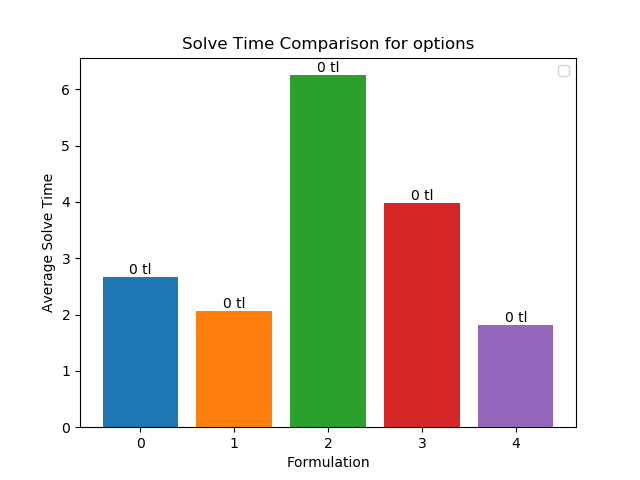 Solve Time Comparison for options
0 tl
0 tl
0 tl
0 tl
0 tl
6
5
4
3
2
1
0
Average Solve Time
0 1 2 3 4
Formulation